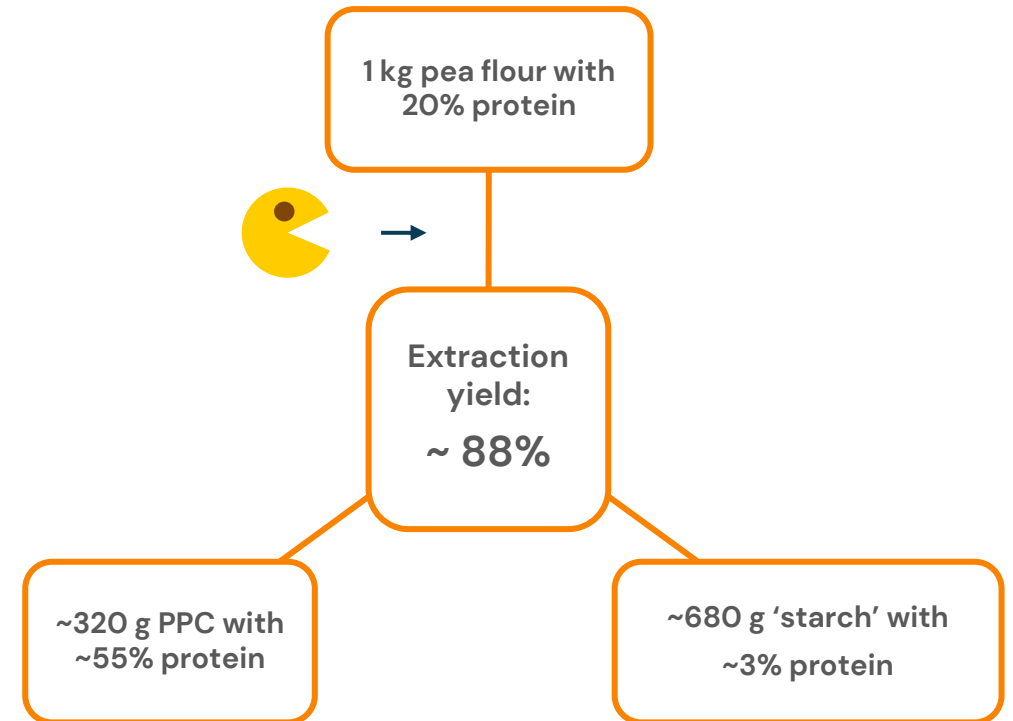 1 kg pea flour with
20% protein
Extraction
yield:
~ 88%
~320 g PPC with
~55% protein
~680 g ‘starch’ with
~3% protein